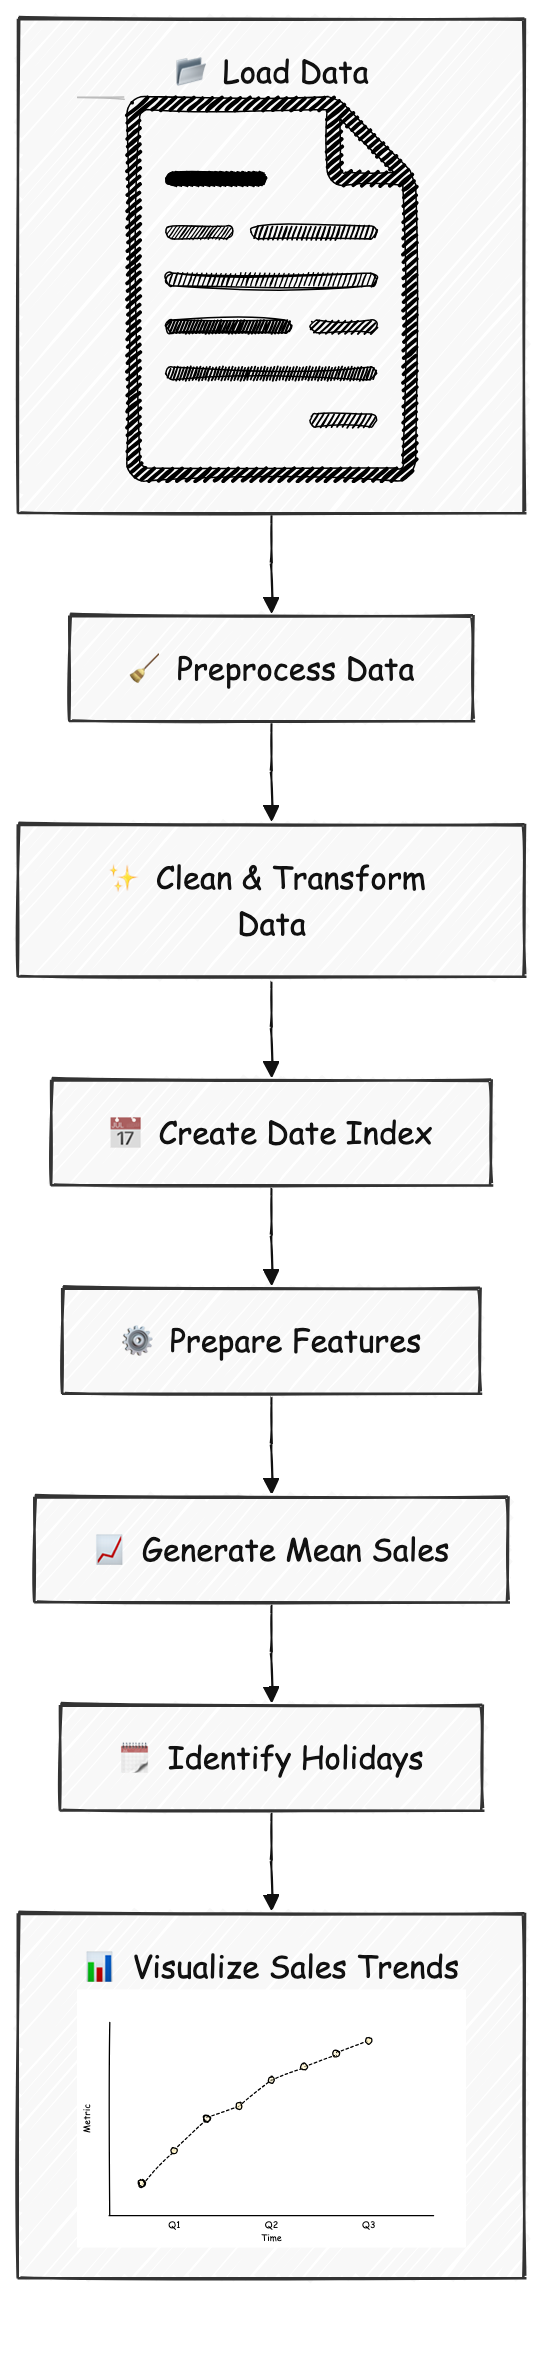 Load Data
Preprocess Data
Clean & Transform
Data
JUL
17
Create Date Index
Prepare Features
Generate Mean Sales
Identify Holidays
Visualize Sales Trends
Metric
Q1 Q2 Q3
Time